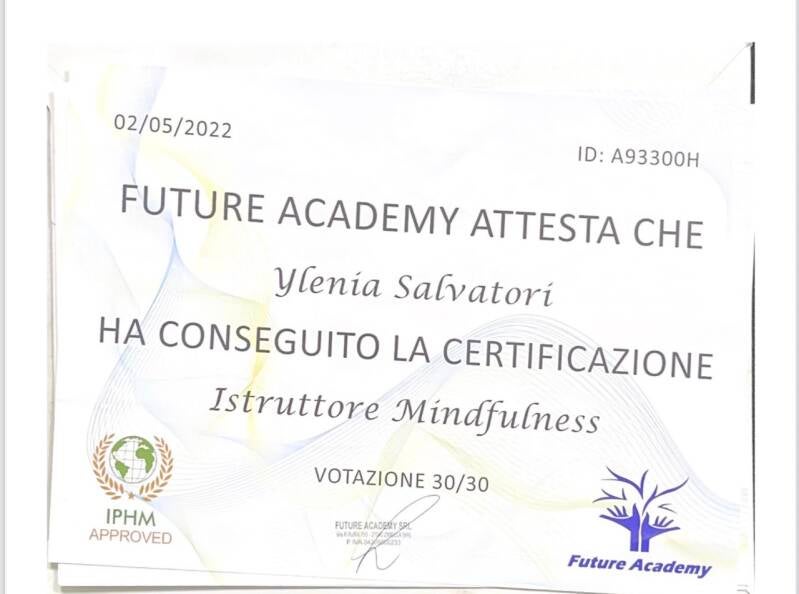 02/05/2022
ID: A93300H
FUTURE ACADEMY ATTESTA CHE
Ylenia Salvatori
HA CONSEGUITO LA CERTIFICAZIONE
Istruttore Mindfulness
VOTAZIONE 30/30
IPHM
APPROVED
FUTURE ACADEMY SRL
P. IVA
Future Academy